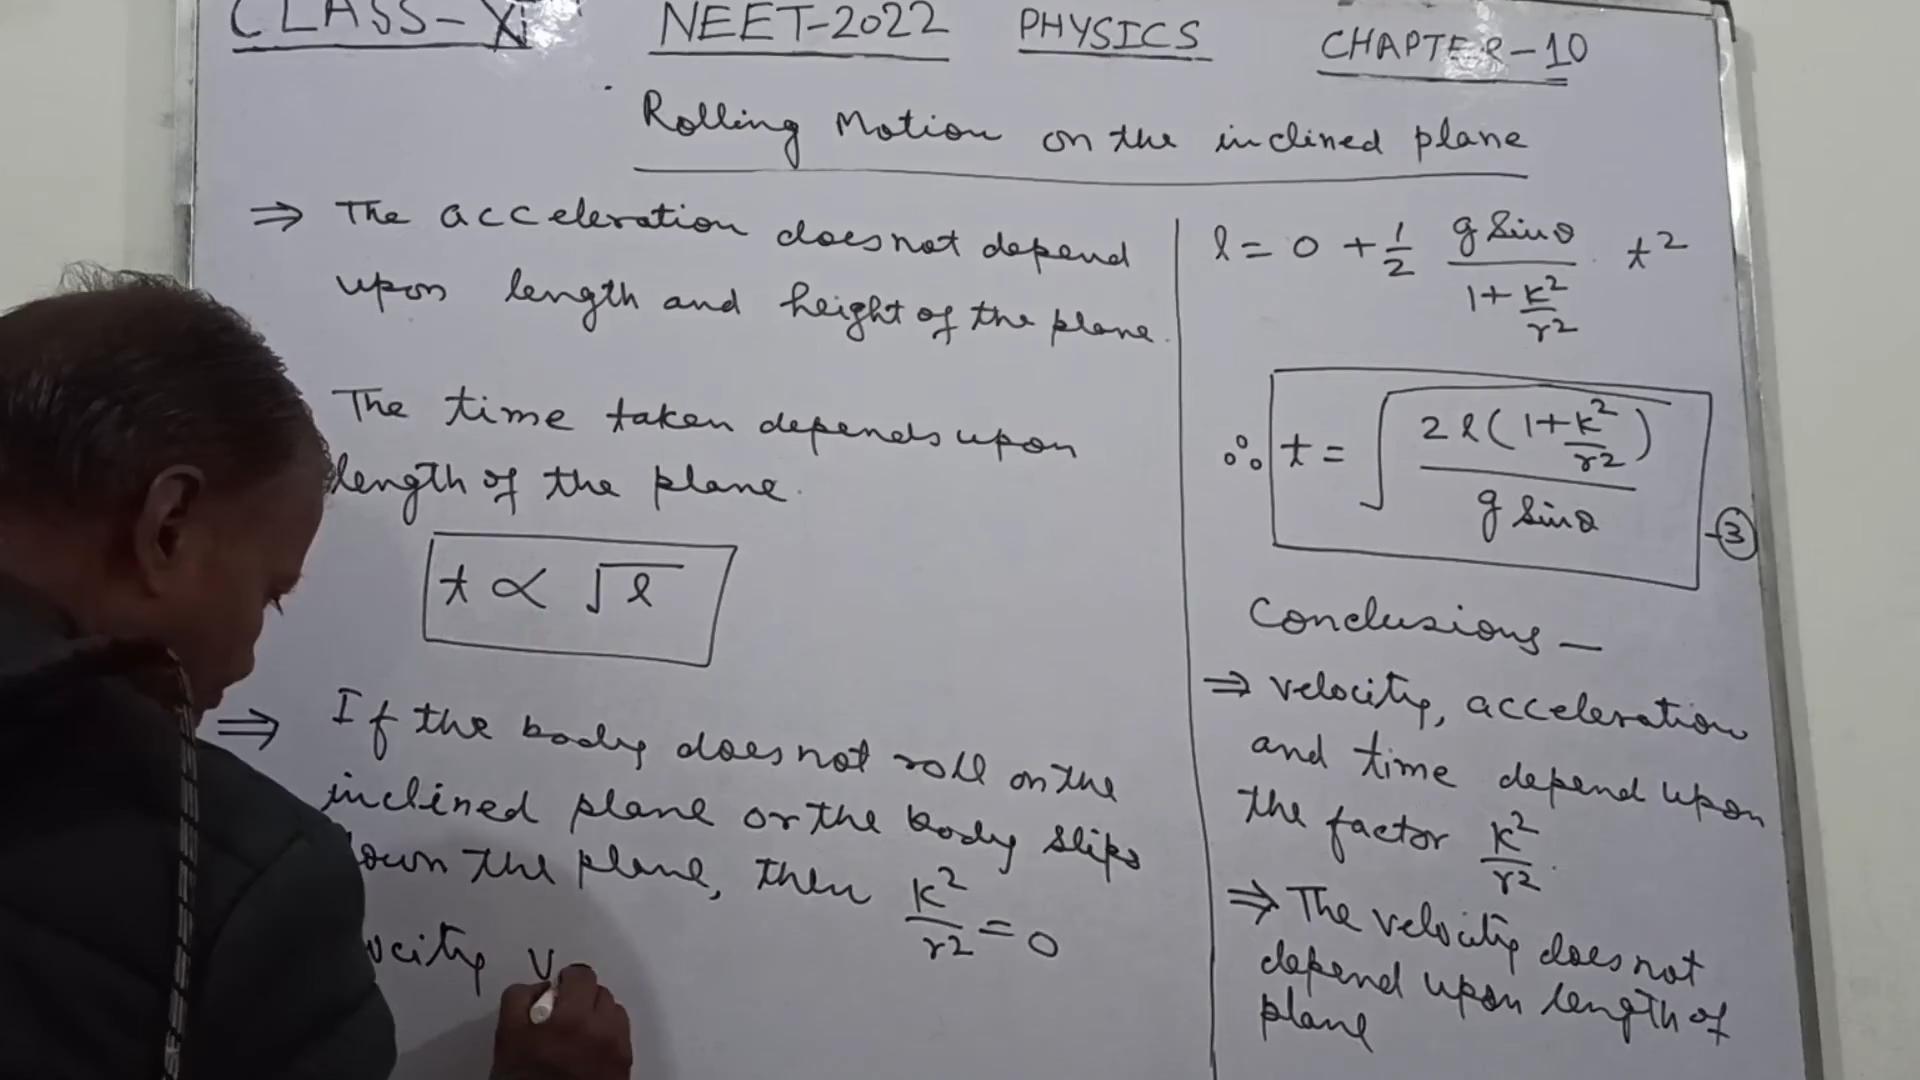 CLASS-XI NEET-2022 PHYSICS CHAPTER-10
Rolling Motion on the inclined plane
⇒ The acceleration does not depend
upon length and height of the plane.
The time taken depends upon
length of the plane.
t ∝ √l
⇒ If the body does not roll on the
inclined plane or the body slips
down the plane, then k²/r² = 0
ocity V
l = 0 + 1/2 g sinθ/(1+k²/r²) t²
∴ t = √(2l(1+k²/r²)/(g sinθ)) -③
Conclusions —
⇒ velocity, acceleration
and time depend upon
the factor k²/r².
⇒ The velocity does not
depend upon length of
plane